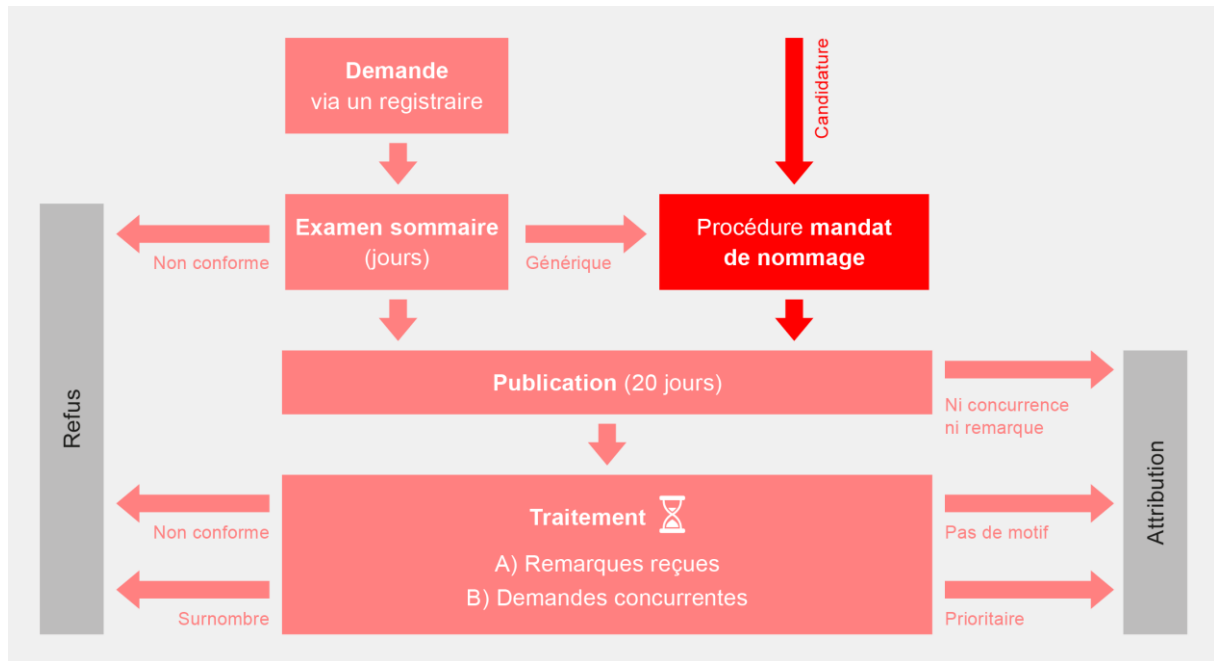 Demande
via un registraire
Candidature
Examen sommaire
(jours)
Procédure mandat
de nommage
Non conforme
Générique
Publication (20 jours)
Ni concurrence
ni remarque
Refus
Attribution
Traitement
A) Remarques reçues
B) Demandes concurrentes
Non conforme
Pas de motif
Surnombre
Prioritaire